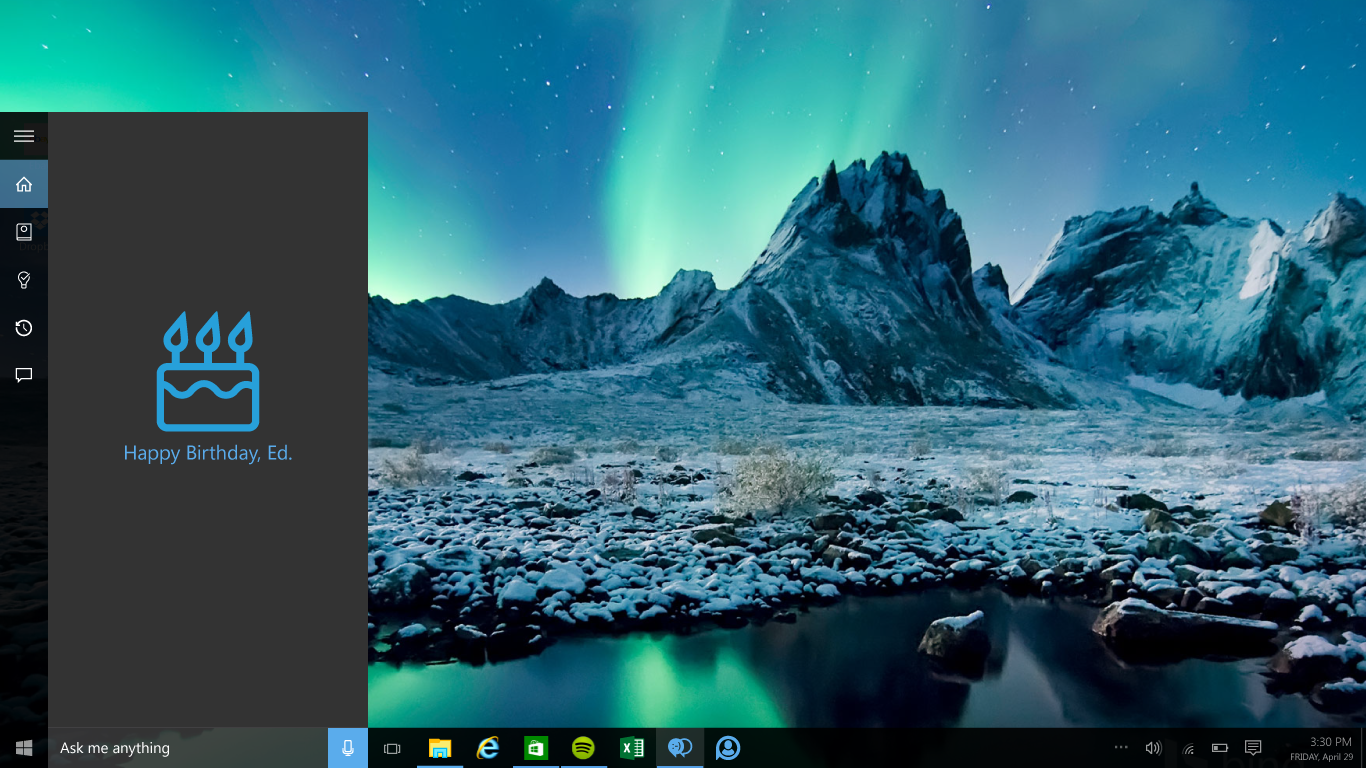 Happy Birthday, Ed.
Ask me anything
3:30 PM
FRIDAY, April 29